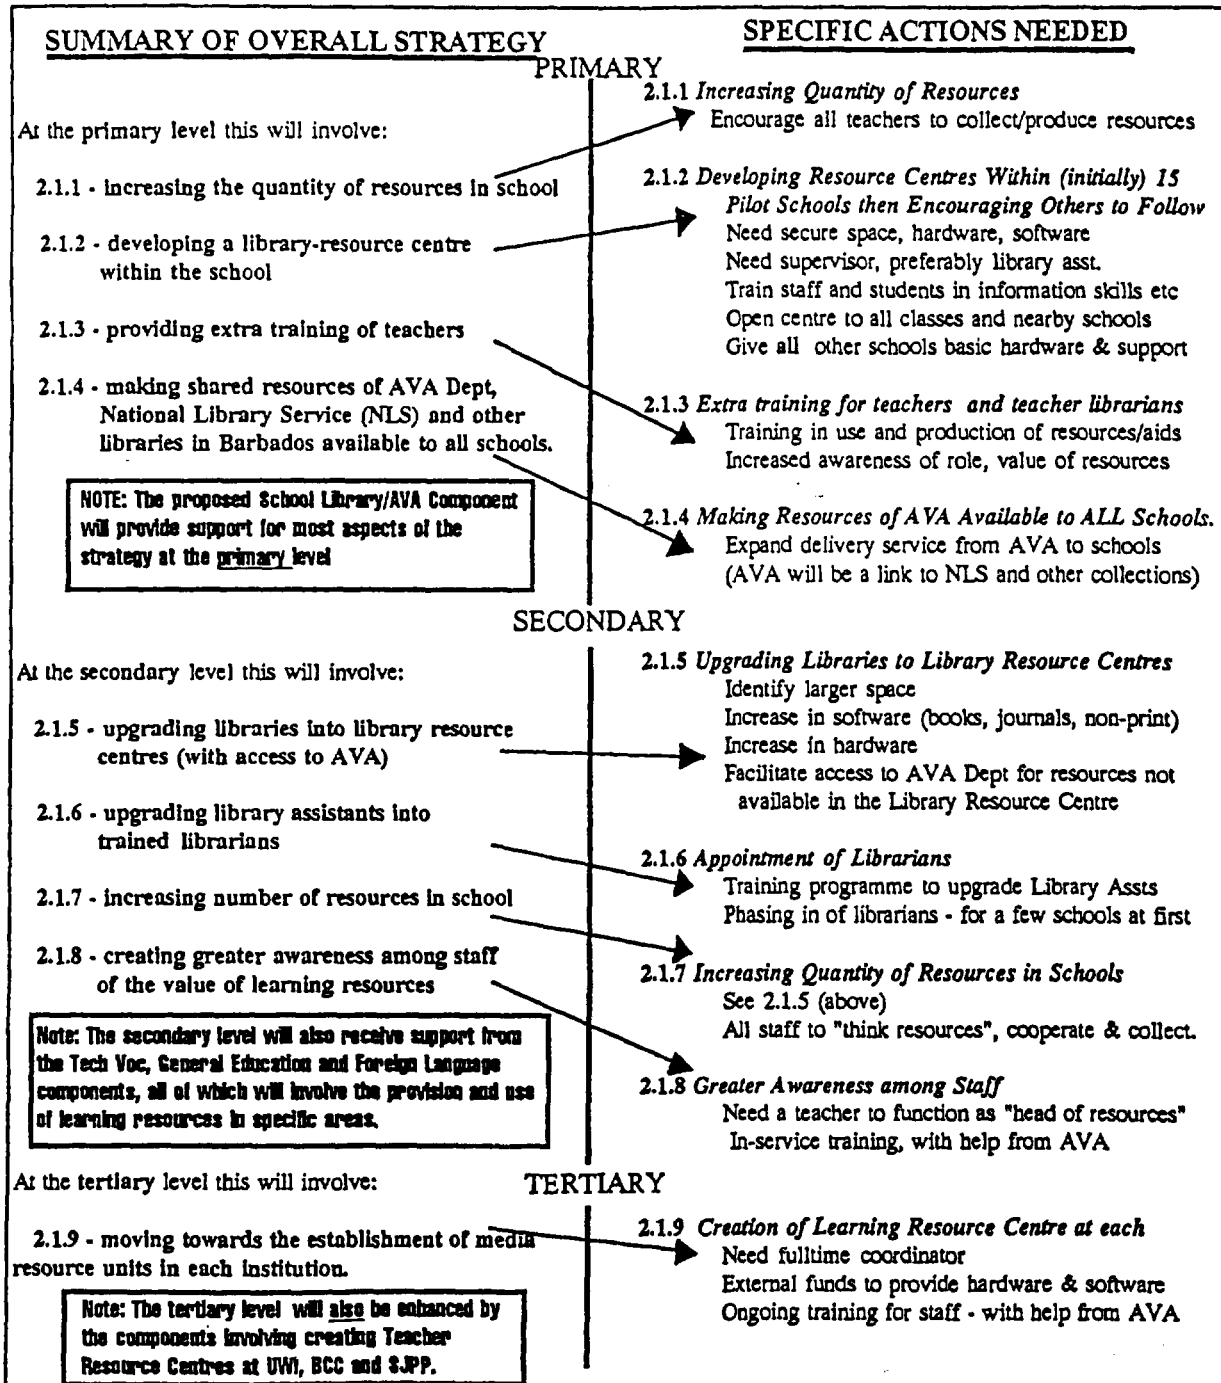 SUMMARY OF OVERALL STRATEGY
SPECIFIC ACTIONS NEEDED
PRIMARY
At the primary level this will involve:
2.1.1 - increasing the quantity of resources in school
2.1.2 - developing a library-resource centre
within the school
2.1.3 - providing extra training of teachers
2.1.4 - making shared resources of AVA Dept,
National Library Service (NLS) and other
libraries in Barbados available to all schools.
NOTE: The proposed School Library/AVA Component
will provide support for most aspects of the
strategy at the primary level
2.1.1 Increasing Quantity of Resources
Encourage all teachers to collect/produce resources
2.1.2 Developing Resource Centres Within (initially) 15
Pilot Schools then Encouraging Others to Follow
Need secure space, hardware, software
Need supervisor, preferably library asst.
Train staff and students in information skills etc
Open centre to all classes and nearby schools
Give all other schools basic hardware & support
2.1.3 Extra training for teachers and teacher librarians
Training in use and production of resources/aids
Increased awareness of role, value of resources
2.1.4 Making Resources of AVA Available to ALL Schools.
Expand delivery service from AVA to schools
(AVA will be a link to NLS and other collections)
SECONDARY
At the secondary level this will involve:
2.1.5 - upgrading libraries into library resource
centres (with access to AVA)
2.1.6 - upgrading library assistants into
trained librarians
2.1.7 - increasing number of resources in school
2.1.8 - creating greater awareness among staff
of the value of learning resources
Note: The secondary level will also receive support from
the Tech Voc, General Education and Foreign Language
components, all of which will involve the provision and use
of learning resources in specific areas.
2.1.5 Upgrading Libraries to Library Resource Centres
Identify larger space
Increase in software (books, journals, non-print)
Increase in hardware
Facilitate access to AVA Dept for resources not
available in the Library Resource Centre
2.1.6 Appointment of Librarians
Training programme to upgrade Library Assts
Phasing in of librarians - for a few schools at first
2.1.7 Increasing Quantity of Resources in Schools
See 2.1.5 (above)
All staff to "think resources", cooperate & collect.
2.1.8 Greater Awareness among Staff
Need a teacher to function as "head of resources"
In-service training, with help from AVA
TERTIARY
At the tertiary level this will involve:
2.1.9 - moving towards the establishment of media
resource units in each institution.
Note: The tertiary level will also be enhanced by
the components involving creating Teacher
Resource Centres at UWI, BCC and SJPP.
2.1.9 Creation of Learning Resource Centre at each
Need fulltime coordinator
External funds to provide hardware & software
Ongoing training for staff - with help from AVA